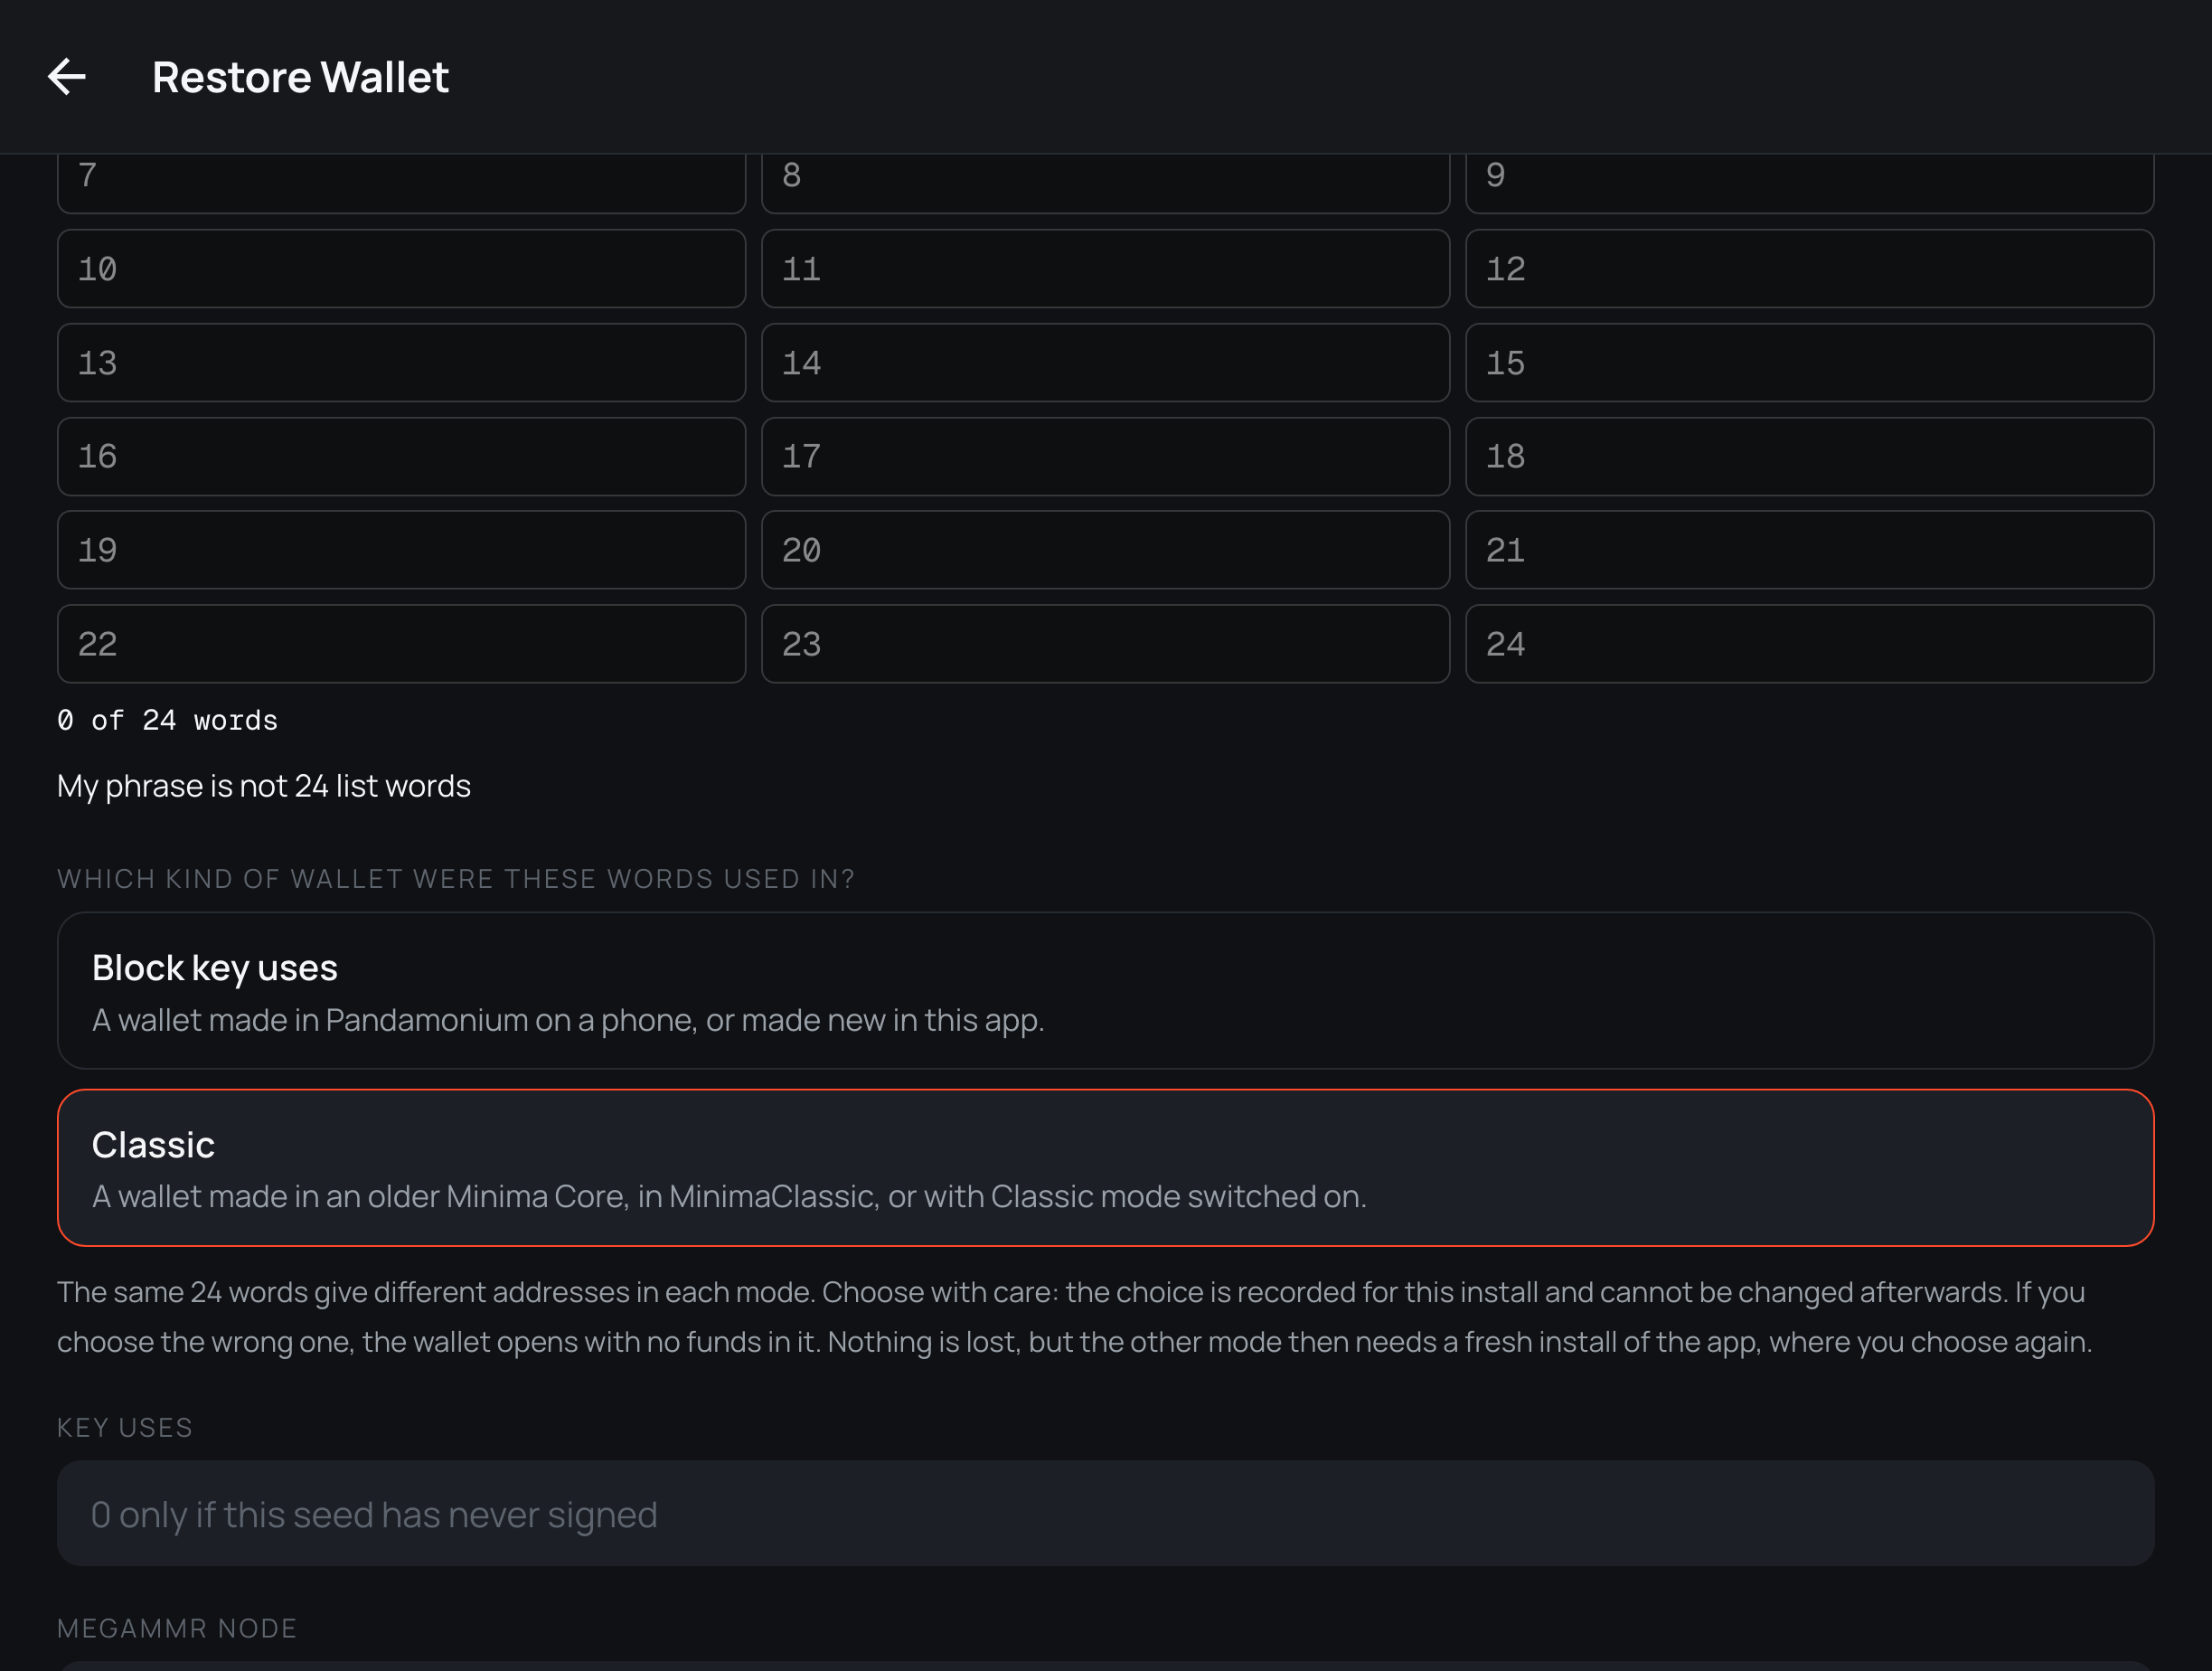 Restore Wallet
7 8 9
10 11 12
13 14 15
16 17 18
19 20 21
22 23 24
0 of 24 words
My phrase is not 24 list words
WHICH KIND OF WALLET WERE THESE WORDS USED IN?
Block key uses
A wallet made in Pandamonium on a phone, or made new in this app.
Classic
A wallet made in an older Minima Core, in MinimaClassic, or with Classic mode switched on.
The same 24 words give different addresses in each mode. Choose with care: the choice is recorded for this install and cannot be changed afterwards. If you
choose the wrong one, the wallet opens with no funds in it. Nothing is lost, but the other mode then needs a fresh install of the app, where you choose again.
KEY USES
0 only if this seed has never signed
MEGAMMR NODE